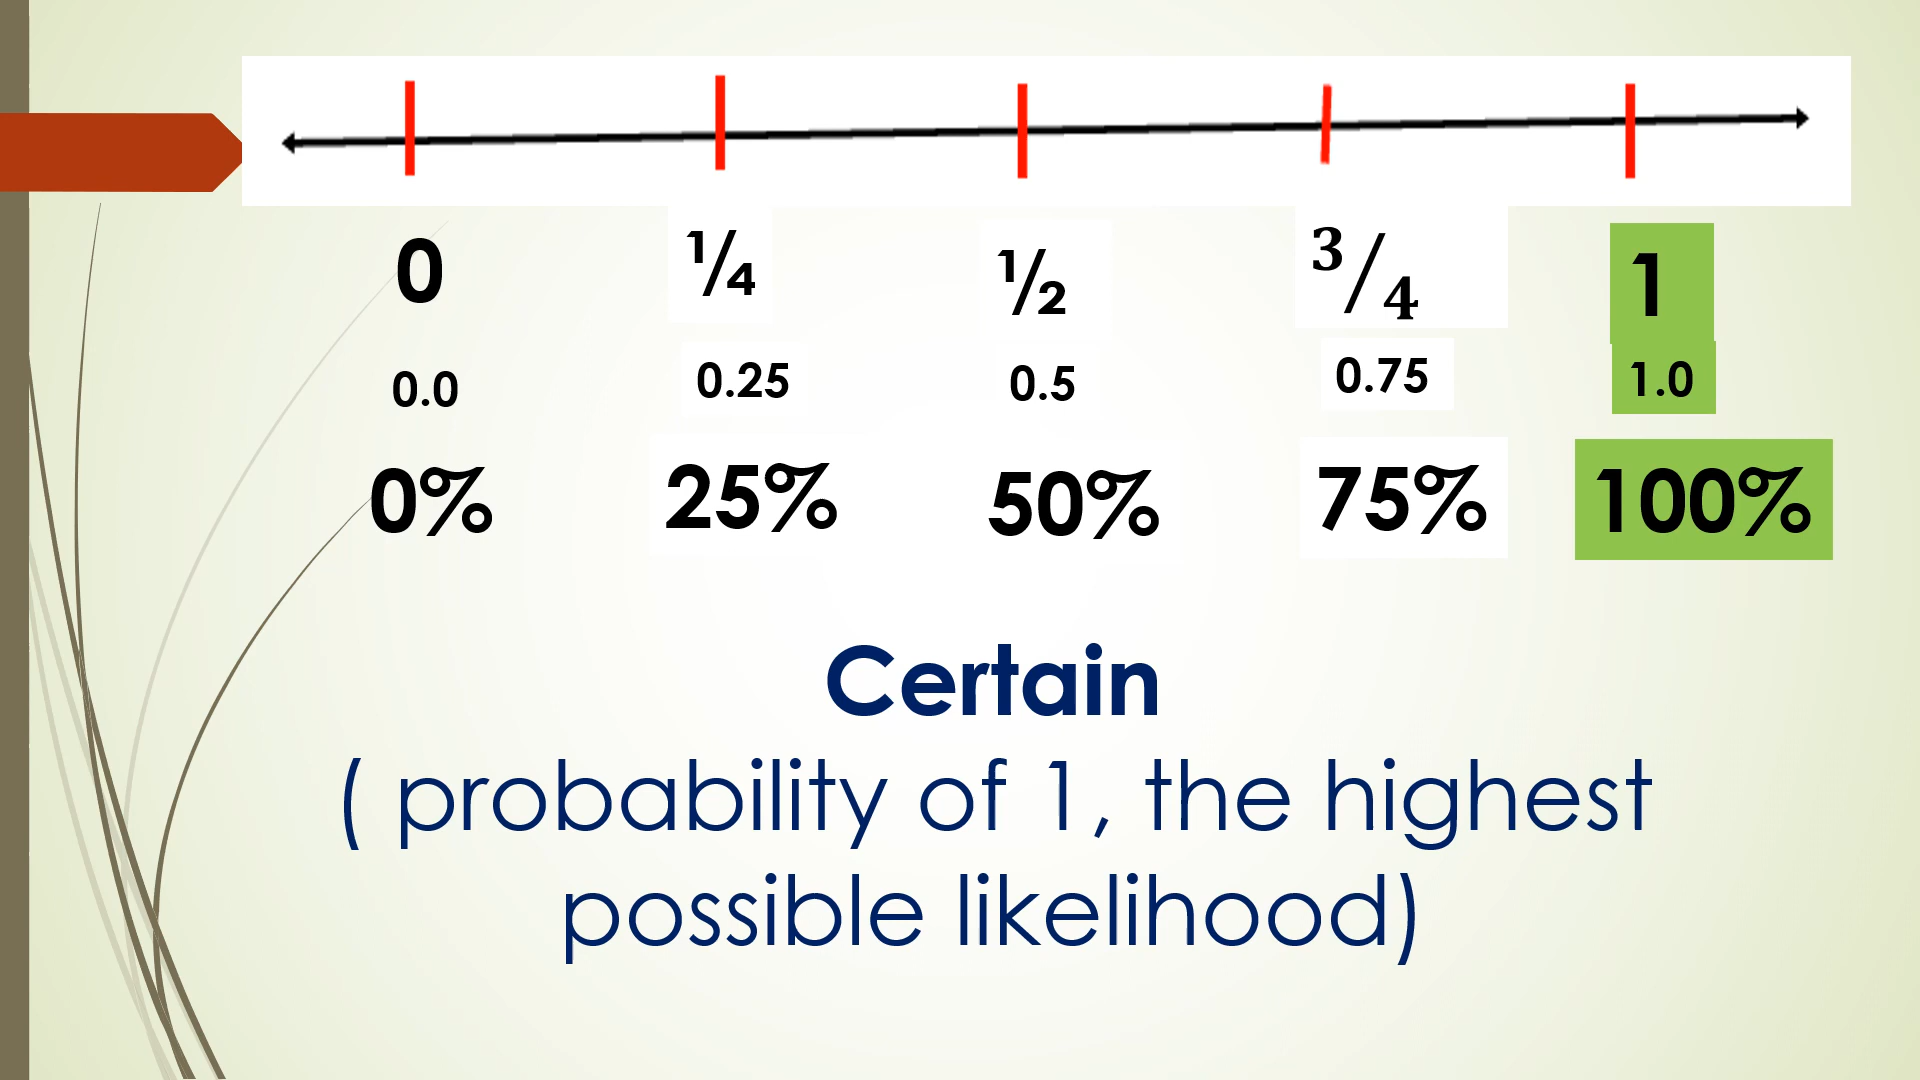 0 ¼ ½ ¾ 1
0.0 0.25 0.5 0.75 1.0
0% 25% 50% 75% 100%
Certain
( probability of 1, the highest
possible likelihood)